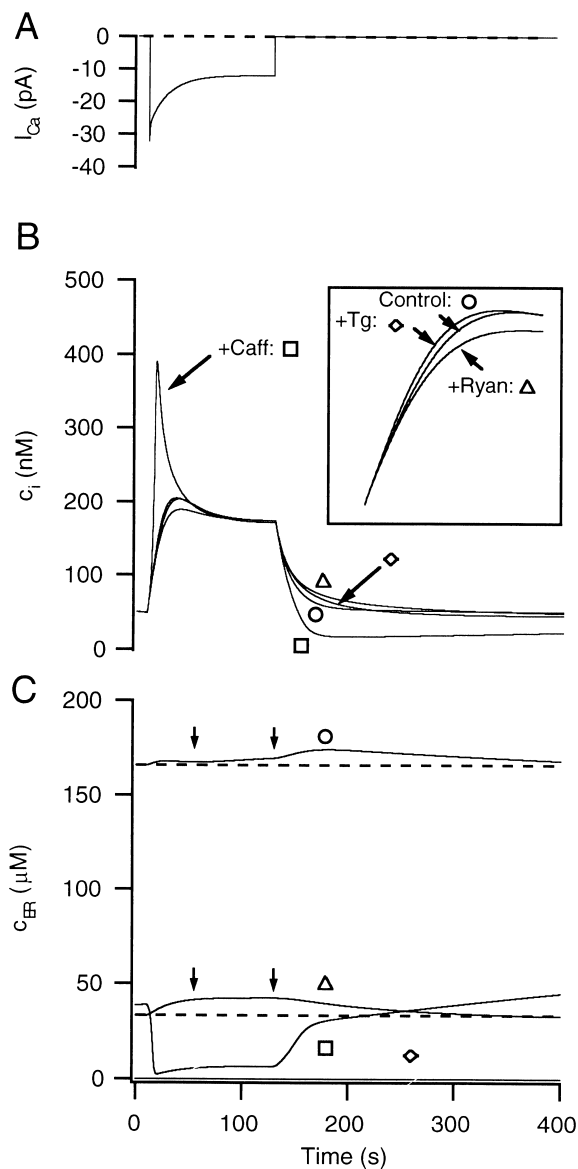 A
0
-10
-20
-30
-40
I_Ca (pA)
B
500
400
300
200
100
0
c_i (nM)
+Caff:
Control:
+Tg:
+Ryan:
C
200
150
100
50
0
c_ER (μM)
0 100 200 300 400
Time (s)